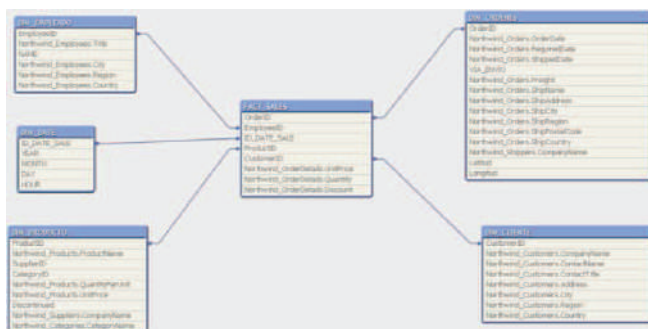 DIM_EMPLEADO
EmployeeID
Northwind_Employees.Title
NAME
Northwind_Employees.City
Northwind_Employees.Region
Northwind_Employees.Country
DIM_DATE
ID_DATE_SALE
YEAR
MONTH
DAY
HOUR
DIM_PRODUCTO
ProductID
Northwind_Products.ProductName
SupplierID
CategoryID
Northwind_Products.QuantityPerUnit
Northwind_Products.UnitPrice
Discontinued
Northwind_Suppliers.CompanyName
Northwind_Categories.CategoryName
FACT_SALES
OrderID
EmployeeID
ID_DATE_SALE
ProductID
CustomerID
Northwind_OrderDetails.UnitPrice
Northwind_OrderDetails.Quantity
Northwind_OrderDetails.Discount
OrderID
Northwind_Orders.OrderDate
Northwind_Orders.RequiredDate
Northwind_Orders.ShippedDate
VIA_ENVIO
Northwind_Orders.Freight
Northwind_Orders.ShipName
Northwind_Orders.ShipAddress
Northwind_Orders.ShipCity
Northwind_Orders.ShipRegion
Northwind_Orders.ShipPostalCode
Northwind_Orders.ShipCountry
Northwind_Shippers.CompanyName
Latitud
Longitud
DIM_CLIENTE
CustomerID
Northwind_Customers.CompanyName
Northwind_Customers.ContactName
Northwind_Customers.ContactTitle
Northwind_Customers.Address
Northwind_Customers.City
Northwind_Customers.Region
Northwind_Customers.Country